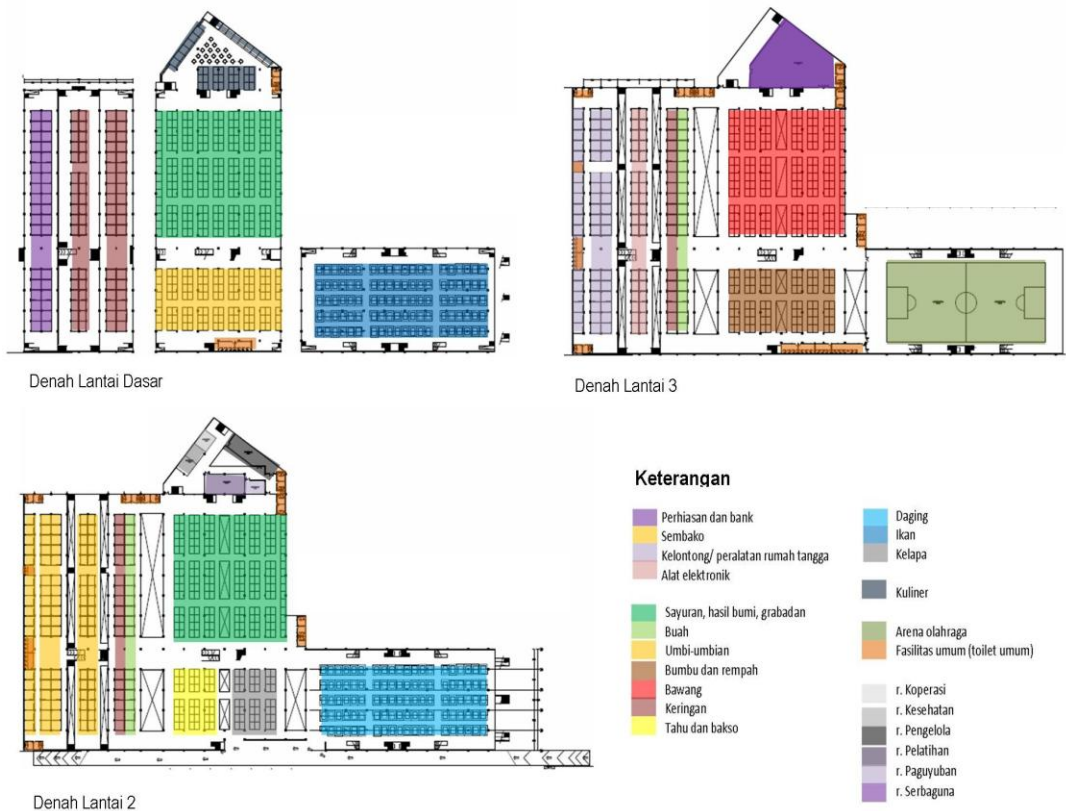 Denah Lantai Dasar
Denah Lantai 3
Denah Lantai 2
Keterangan
Perhiasan dan bank
Sembako
Kelontong/ peralatan rumah tangga
Alat elektronik
Sayuran, hasil bumi, grabadan
Buah
Umbi-umbian
Bumbu dan rempah
Bawang
Keringan
Tahu dan bakso
Daging
Ikan
Kelapa
Kuliner
Arena olahraga
Fasilitas umum (toilet umum)
r. Koperasi
r. Kesehatan
r. Pengelola
r. Pelatihan
r. Paguyuban
r. Serbaguna